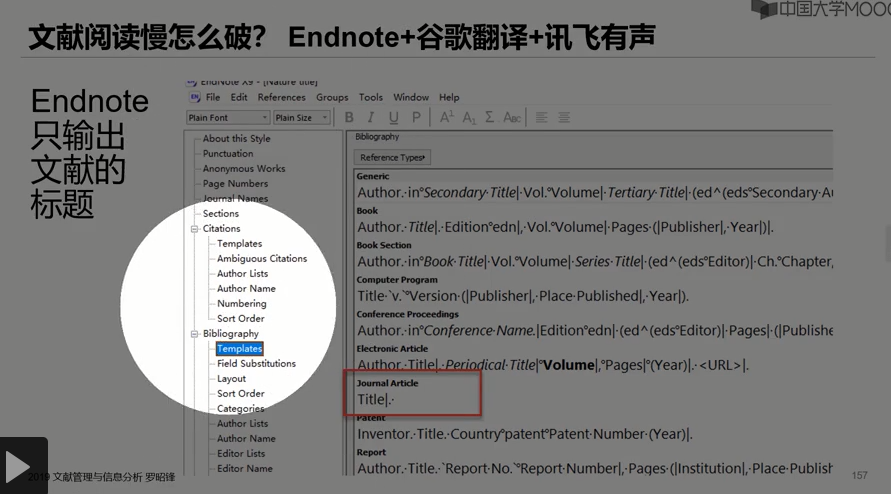 中国大学MOOC
文献阅读慢怎么破？ Endnote+谷歌翻译+讯飞有声
Endnote
只输出
文献的
标题
EndNote X9 - [Nature title]
File Edit References Groups Tools Window Help
Plain Font Plain Size B I U P A¹ A₁ Σ Abc
About this Style
Punctuation
Anonymous Works
Page Numbers
Journal Names
Sections
Citations
Templates
Ambiguous Citations
Author Lists
Author Name
Numbering
Sort Order
Bibliography
Templates
Field Substitutions
Layout
Sort Order
Categories
Author Lists
Author Name
Editor Lists
Editor Name
Bibliography
Reference Types
Generic
Author.·in°Secondary·Title|·Vol.°Volume|·Tertiary·Title|·(ed^(eds°Secondary·Au
Book
Author.·Title|.·Edition°edn|,·Vol.°Volume|·Pages·(|Publisher|,·Year|)|.
Book Section
Author.·in°Book·Title|·Vol.°Volume|·Series·Title|·(ed^(eds°Editor)|·Ch.°Chapter,
Computer Program
Title·`v.`°Version·(|Publisher|,·Place·Published|,·Year|).
Conference Proceedings
Author.·in°Conference·Name.|Edition°edn|·(ed^(eds°Editor)|·Pages|·(|Publishe
Electronic Article
Author.·Title|.·Periodical·Title|°Volume|,°Pages|°(Year)|.·<URL>|.
Journal Article
Title|.·
Patent
Inventor.·Title.·Country°patent°Patent·Number·(Year)|.
Report
Author.·Title.·`Report·No.`°Report·Number|,·Pages·(|Institution|,·Place·Publish
2019 文献管理与信息分析 罗昭锋
157